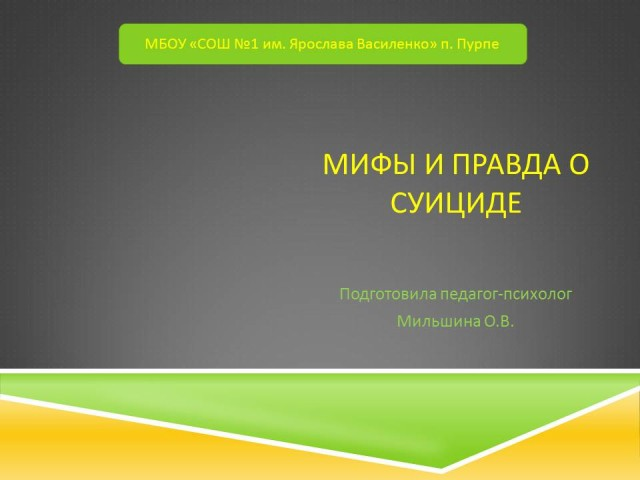 МБОУ «СОШ №1 им. Ярослава Василенко» п. Пурпе
МИФЫ И ПРАВДА О
СУИЦИДЕ
Подготовила педагог-психолог
Мильшина О.В.